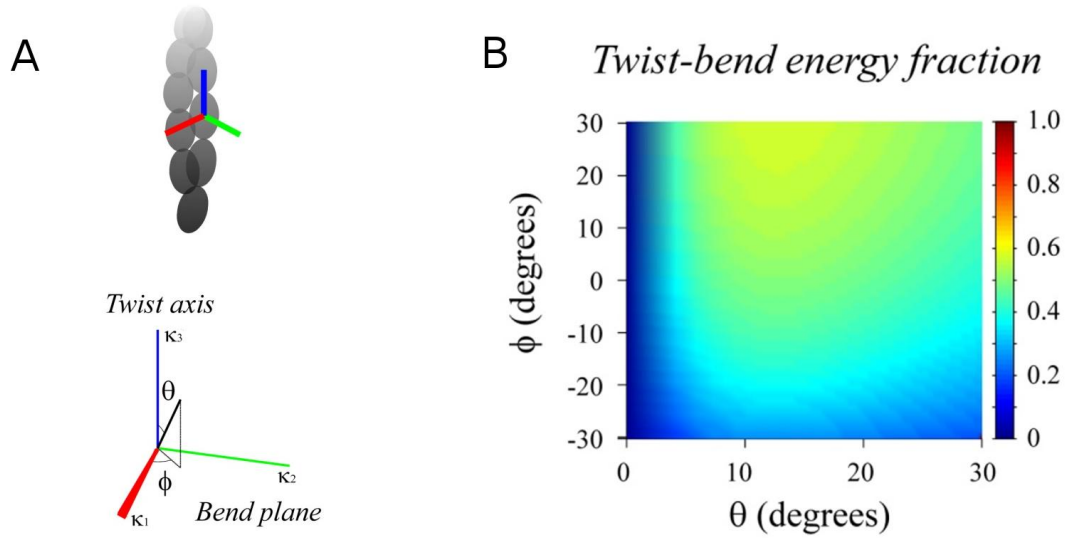 A
B
Twist-bend energy fraction
Twist axis
κ3
θ
φ
κ1
κ2
Bend plane
ϕ (degrees)
30
20
10
0
-10
-20
-30
0
10
20
30
θ (degrees)
1.0
0.8
0.6
0.4
0.2
0